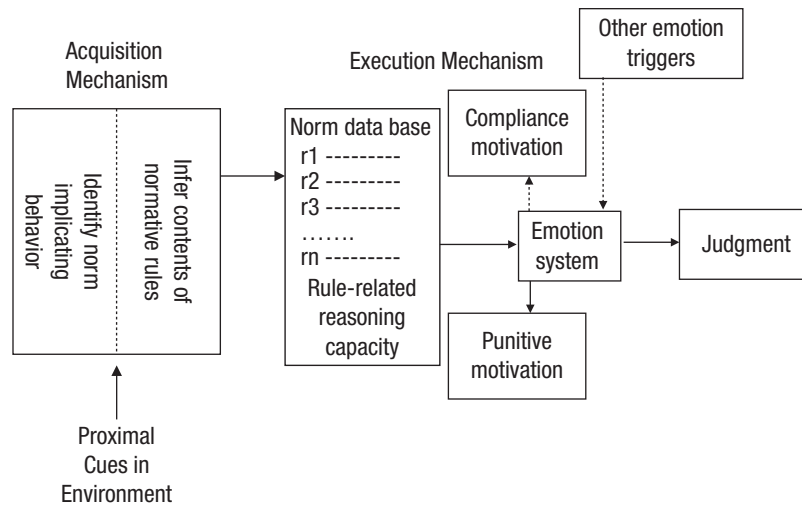 Acquisition
Mechanism
Identify norm
implicating
behavior
Infer contents of
normative rules
Proximal
Cues in
Environment
Execution Mechanism
Norm data base
r1 ----------
r2 ----------
r3 ----------
.......
rn ----------
Rule-related
reasoning
capacity
Compliance
motivation
Other emotion
triggers
Emotion
system
Punitive
motivation
Judgment